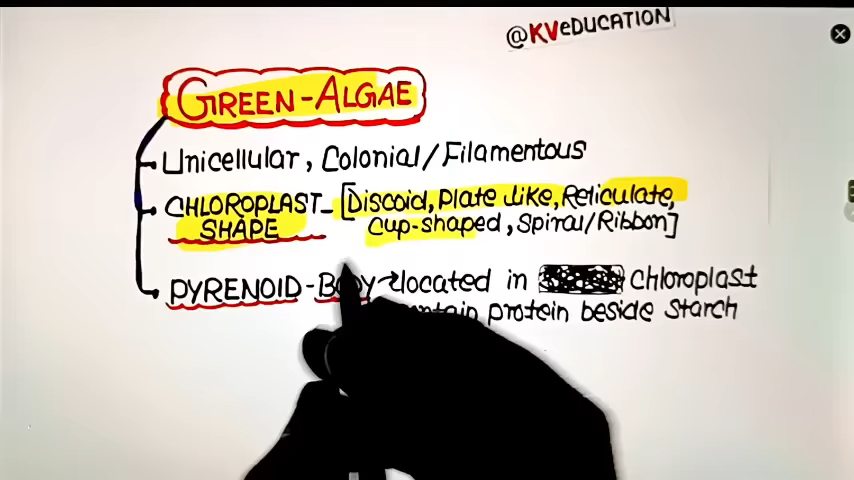 @KVEDUCATION
GREEN-ALGAE
Unicellular, Colonial/Filamentous
CHLOROPLAST- [Discoid, Plate like, Reliculate,
SHAPE Cup-shaped, Spiral/Ribbon]
PYRENOID-BODY located in Chloroplast
protein beside starch